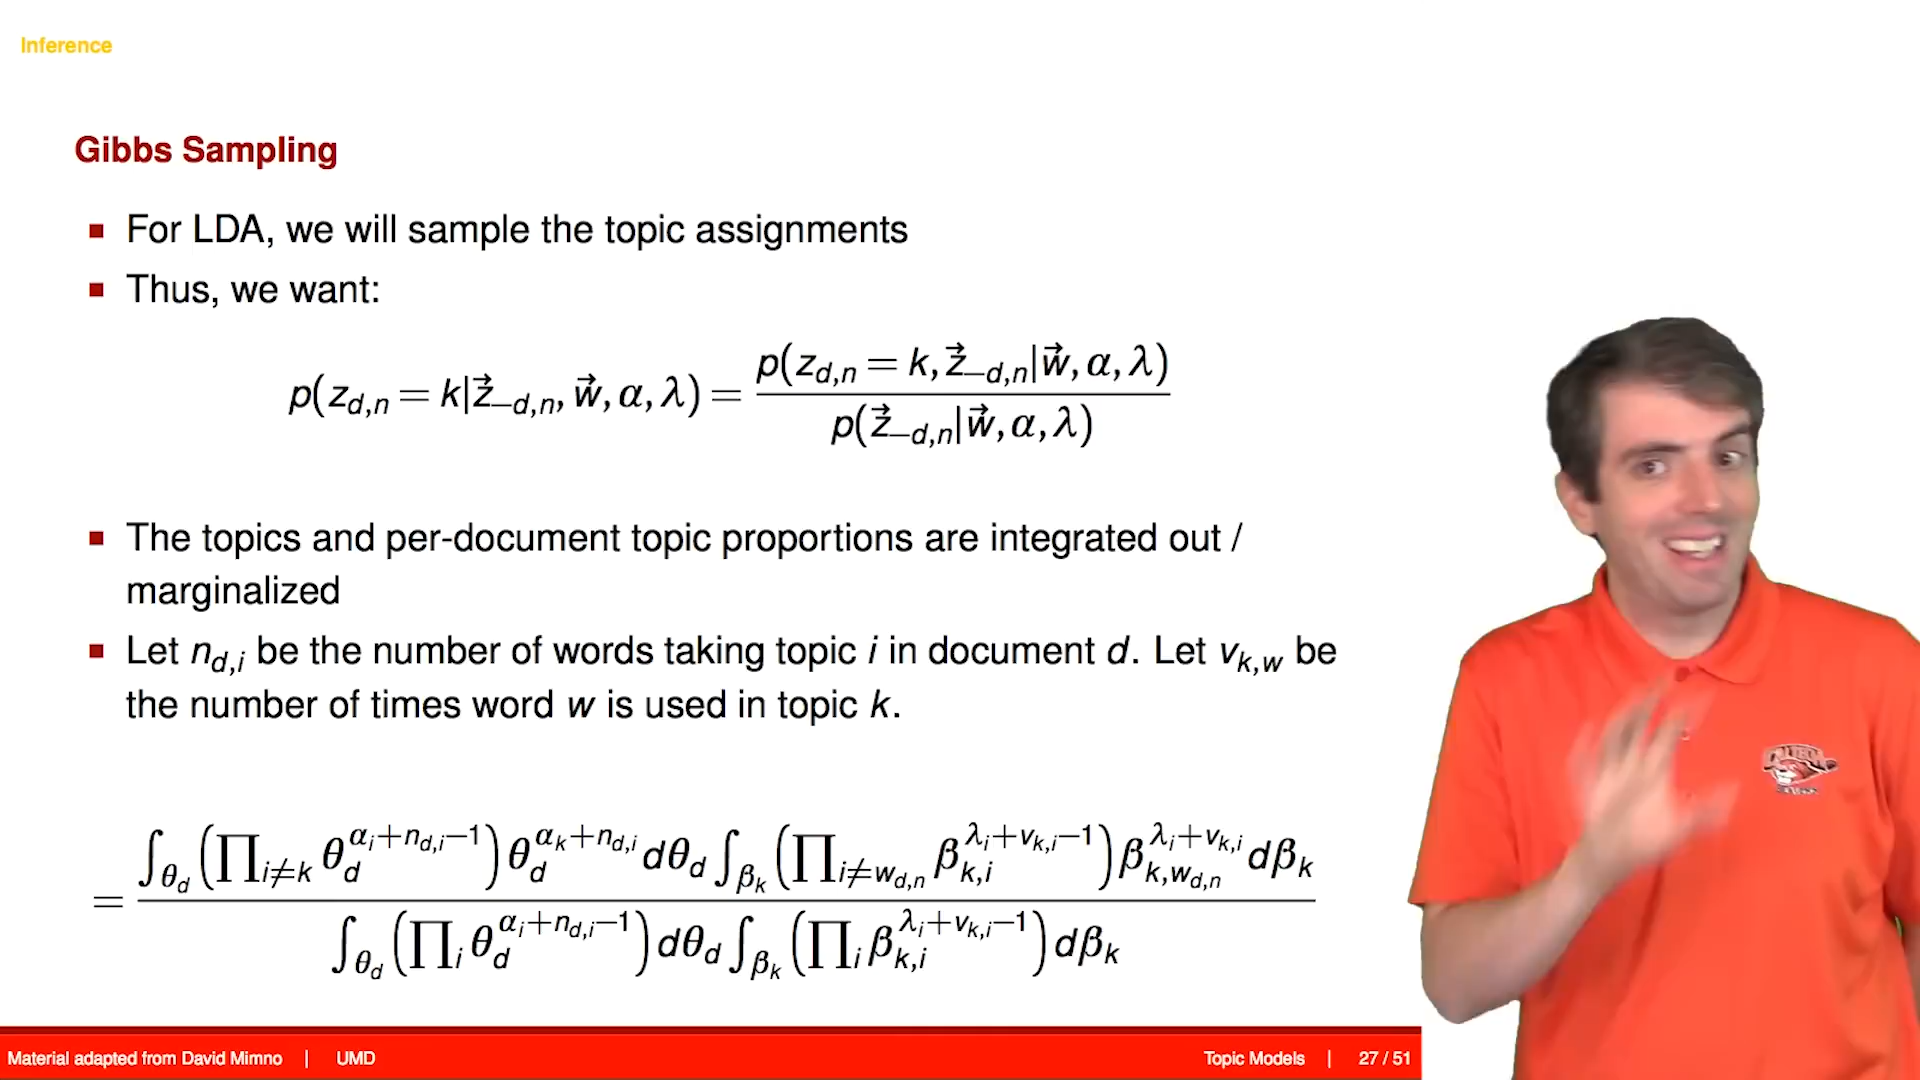 Inference
Gibbs Sampling
For LDA, we will sample the topic assignments
Thus, we want:
p(z_{d,n} = k|\vec{z}_{-d,n}, \vec{w}, α, λ) = \frac{p(z_{d,n} = k, \vec{z}_{-d,n}|\vec{w}, α, λ)}{p(\vec{z}_{-d,n}|\vec{w}, α, λ)}
The topics and per-document topic proportions are integrated out /
marginalized
Let n_{d,i} be the number of words taking topic i in document d. Let v_{k,w} be
the number of times word w is used in topic k.
= \frac{∫_{θ_d} (∏_{i≠k} θ_d^{α_i+n_{d,i}−1}) θ_d^{α_k+n_{d,i}} dθ_d ∫_{β_k} (∏_{i≠w_{d,n}} β_{k,i}^{λ_i+v_{k,i}−1}) β_{k,w_{d,n}}^{λ_i+v_{k,i}} dβ_k}{∫_{θ_d} (∏_i θ_d^{α_i+n_{d,i}−1}) dθ_d ∫_{β_k} (∏_i β_{k,i}^{λ_i+v_{k,i}−1}) dβ_k}
Material adapted from David Mimno | UMD
Topic Models | 27 / 51